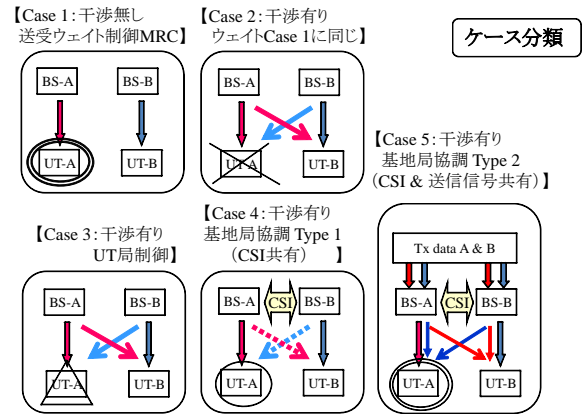 【Case 1:干渉無し
送受ウェイト制御MRC】
BS-A
BS-B
UT-A
UT-B
【Case 2:干渉有り
ウェイトCase 1に同じ】
BS-A
BS-B
UT-A
UT-B
ケース分類
【Case 3:干渉有り
UT局制御】
BS-A
BS-B
UT-A
UT-B
【Case 4:干渉有り
基地局協調 Type 1
(CSI共有) 】
BS-A
CSI
BS-B
UT-A
UT-B
【Case 5:干渉有り
基地局協調 Type 2
(CSI & 送信信号共有)】
Tx data A & B
BS-A
CSI
BS-B
UT-A
UT-B